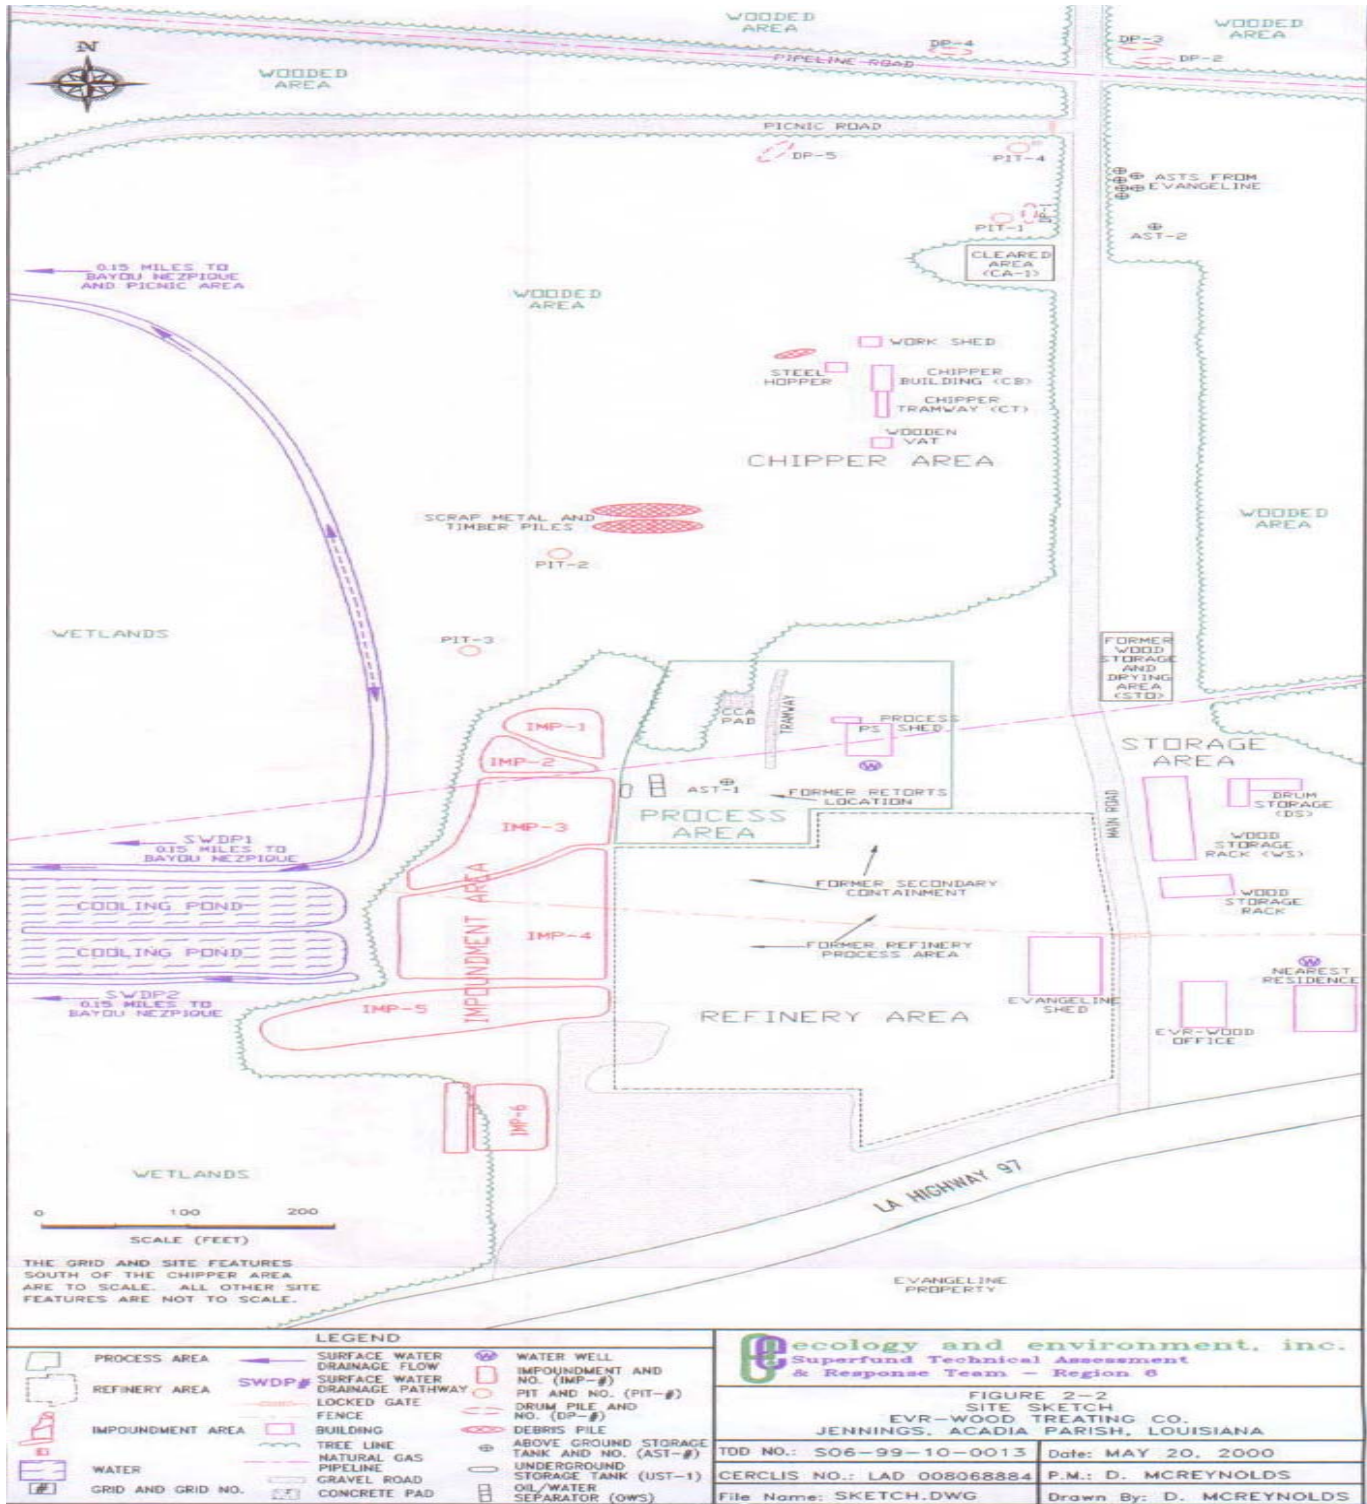 WOODED
AREA
WOODED
AREA
N
DP-4
DP-3
DP-2
PIPELINE ROAD
WOODED
AREA
PICNIC ROAD
DP-5
PIT-4
ASTS FROM
EVANGELINE
PIT-1
AST-2
CLEARED
AREA
(CA-1)
0.15 MILES TO
BAYOU NEZPIQUE
AND PICNIC AREA
WOODED
AREA
WORK SHED
STEEL
HOPPER
CHIPPER
BUILDING (CB)
CHIPPER
TRAMWAY (CT)
WOODEN
VAT
CHIPPER AREA
SCRAP METAL AND
TIMBER PILES
WOODED
AREA
PIT-2
WETLANDS
PIT-3
FORMER
WOOD
STORAGE
AND
DRYING
AREA
(STD)
CCA
PAD
TRAMWAY
PROCESS
SHED
PS
IMP-1
IMP-2
STORAGE
AREA
W
AST-1
FORMER RETORTS
LOCATION
DRUM
STORAGE
(DS)
PROCESS
AREA
MAIN ROAD
IMP-3
SWDP1
0.15 MILES TO
BAYOU NEZPIQUE
WOOD
STORAGE
RACK (WS)
FORMER SECONDARY
CONTAINMENT
WOOD
STORAGE
RACK
COOLING POND
IMPOUNDMENT AREA
IMP-4
COOLING POND
FORMER REFINERY
PROCESS AREA
W
NEAREST
RESIDENCE
SWDP2
0.15 MILES TO
BAYOU NEZPIQUE
IMP-5
EVANGELINE
SHED
REFINERY AREA
EVR-WOOD
OFFICE
IMP-6
WETLANDS
LA HIGHWAY 97
0 100 200
SCALE (FEET)
THE GRID AND SITE FEATURES
SOUTH OF THE CHIPPER AREA
ARE TO SCALE. ALL OTHER SITE
FEATURES ARE NOT TO SCALE.
EVANGELINE
PROPERTY
LEGEND
PROCESS AREA
REFINERY AREA
IMPOUNDMENT AREA
WATER
# GRID AND GRID NO.
SURFACE WATER
DRAINAGE FLOW
SWDP# SURFACE WATER
DRAINAGE PATHWAY
LOCKED GATE
FENCE
BUILDING
TREE LINE
NATURAL GAS
PIPELINE
GRAVEL ROAD
CONCRETE PAD
W WATER WELL
IMPOUNDMENT AND
NO. (IMP-#)
PIT AND NO. (PIT-#)
DRUM PILE AND
NO. (DP-#)
DEBRIS PILE
ABOVE GROUND STORAGE
TANK AND NO. (AST-#)
UNDERGROUND
STORAGE TANK (UST-1)
OIL/WATER
SEPARATOR (OWS)
ecology and environment, inc.
Superfund Technical Assessment
& Response Team - Region 6
FIGURE 2-2
SITE SKETCH
EVR-WOOD TREATING CO.
JENNINGS, ACADIA PARISH, LOUISIANA
TDD NO.: S06-99-10-0013
Date: MAY 20, 2000
CERCLIS NO.: LAD 008068884
P.M.: D. MCREYNOLDS
File Name: SKETCH.DWG
Drawn By: D. MCREYNOLDS